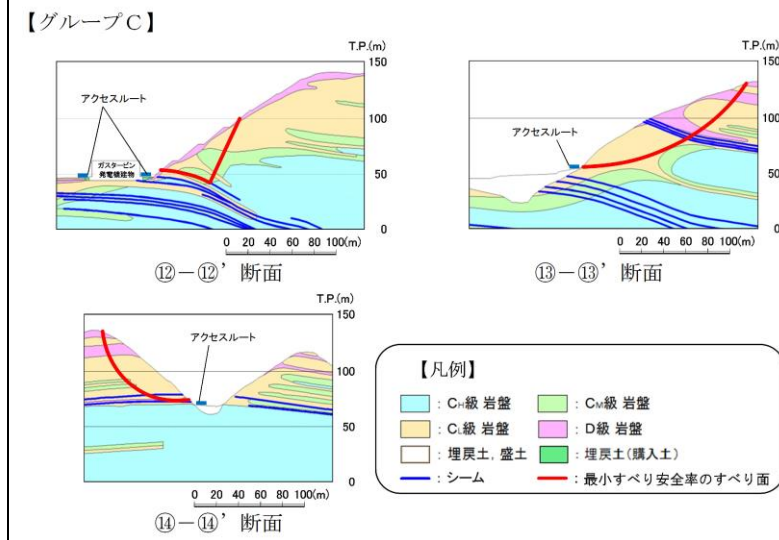 【グループC】
T.P.(m)
150
100
50
0
アクセスルート
ガスタービン
発電機建物
0 20 40 60 80 100(m)
⑫－⑫’ 断面
T.P.(m)
150
100
50
0
アクセスルート
0 20 40 60 80 100(m)
⑬－⑬’ 断面
T.P.(m)
150
100
50
0
アクセスルート
0 20 40 60 80 100(m)
⑭－⑭’ 断面
【凡例】
：CH級 岩盤
：CM級 岩盤
：CL級 岩盤
：D級 岩盤
：埋戻土，盛土
：埋戻土(購入土)
：シーム
：最小すべり安全率のすべり面